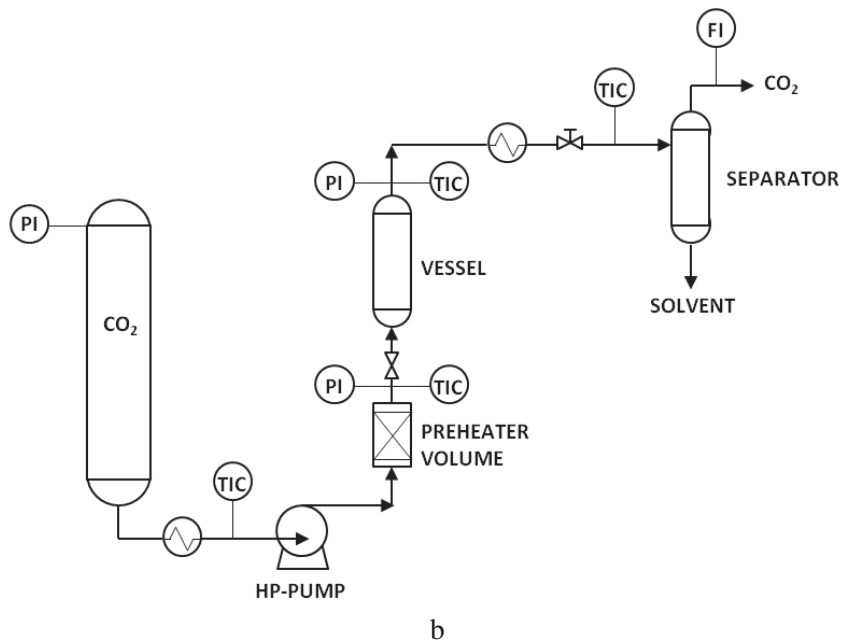 FI
CO₂
TIC
PI
TIC
SEPARATOR
PI
VESSEL
SOLVENT
CO₂
PI
TIC
PREHEATER
VOLUME
TIC
HP-PUMP
b